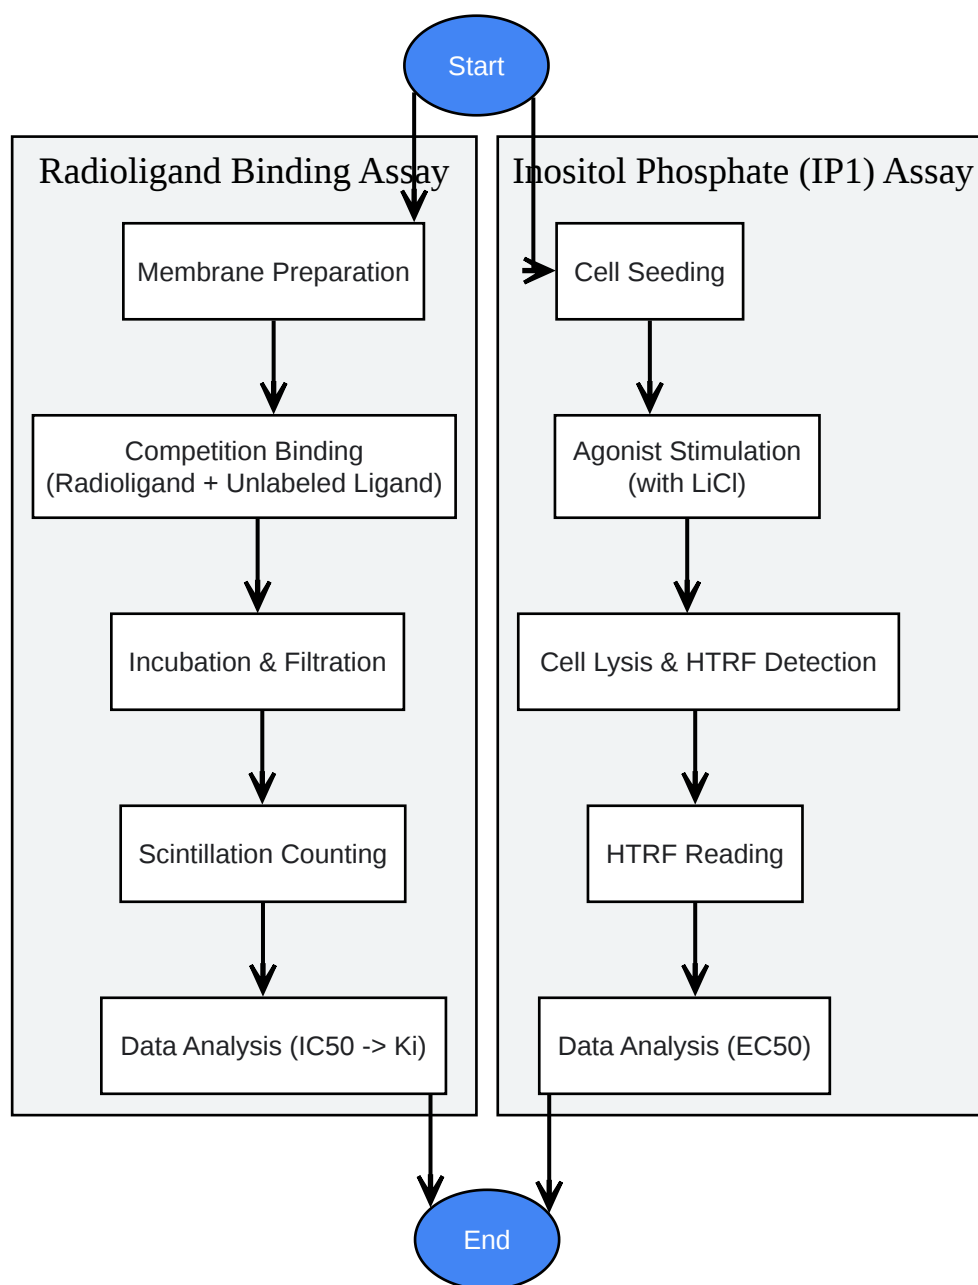 Start
Radioligand Binding Assay
Membrane Preparation
Competition Binding
(Radioligand + Unlabeled Ligand)
Incubation & Filtration
Scintillation Counting
Data Analysis (IC50 -> Ki)
Inositol Phosphate (IP1) Assay
Cell Seeding
Agonist Stimulation
(with LiCl)
Cell Lysis & HTRF Detection
HTRF Reading
Data Analysis (EC50)
End